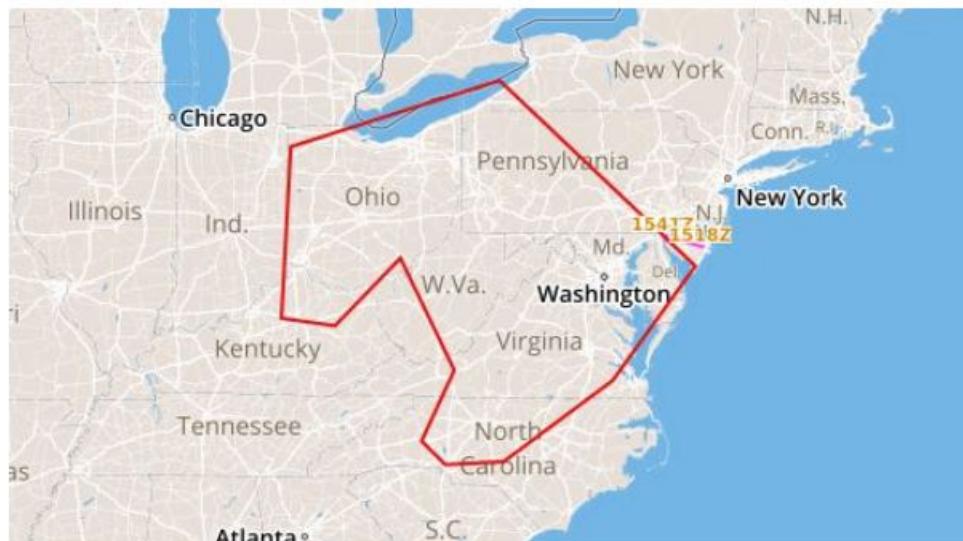 N.H.
New York
Mass.
Chicago
Conn.
R.I.
Pennsylvania
New York
Ohio
Illinois
Ind.
N.J.
1541Z
1518Z
Md.
Del.
W.Va.
Washington
Virginia
Kentucky
Tennessee
North
Carolina
S.C.
Atlanta